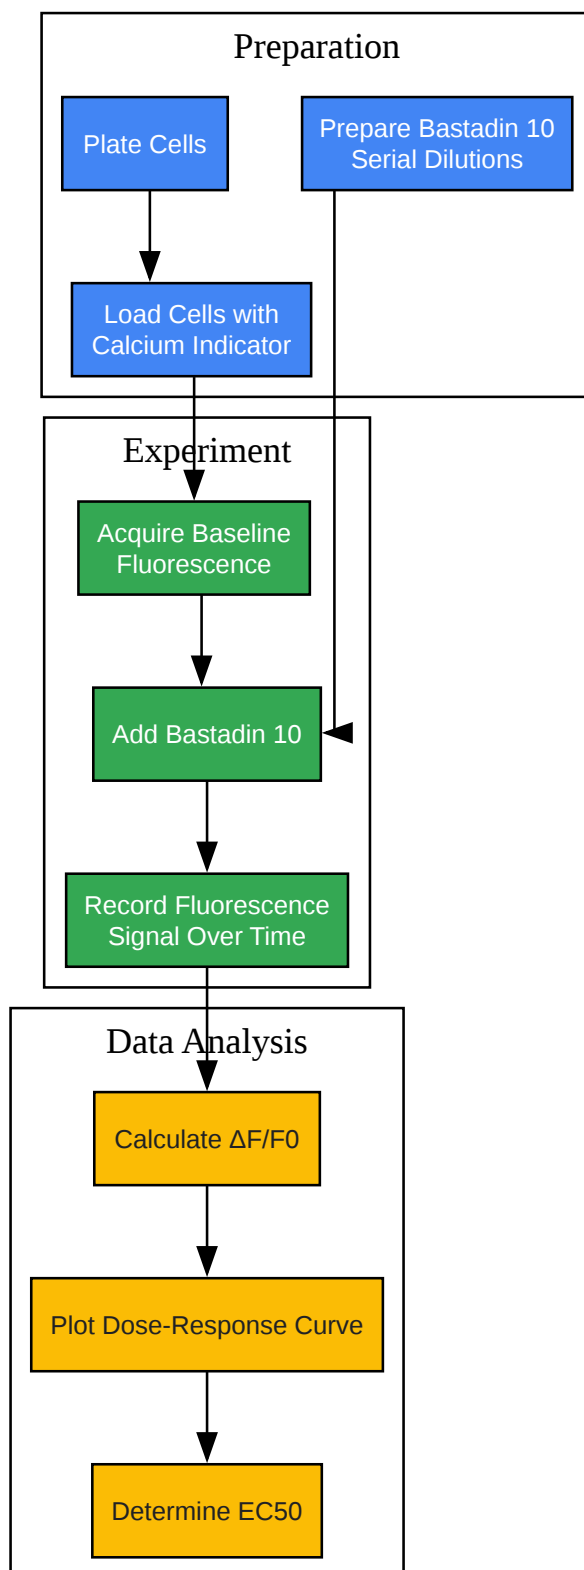 Preparation
Plate Cells
Prepare Bastadin 10
Serial Dilutions
Load Cells with
Calcium Indicator
Experiment
Acquire Baseline
Fluorescence
Add Bastadin 10
Record Fluorescence
Signal Over Time
Data Analysis
Calculate ΔF/F0
Plot Dose-Response Curve
Determine EC50